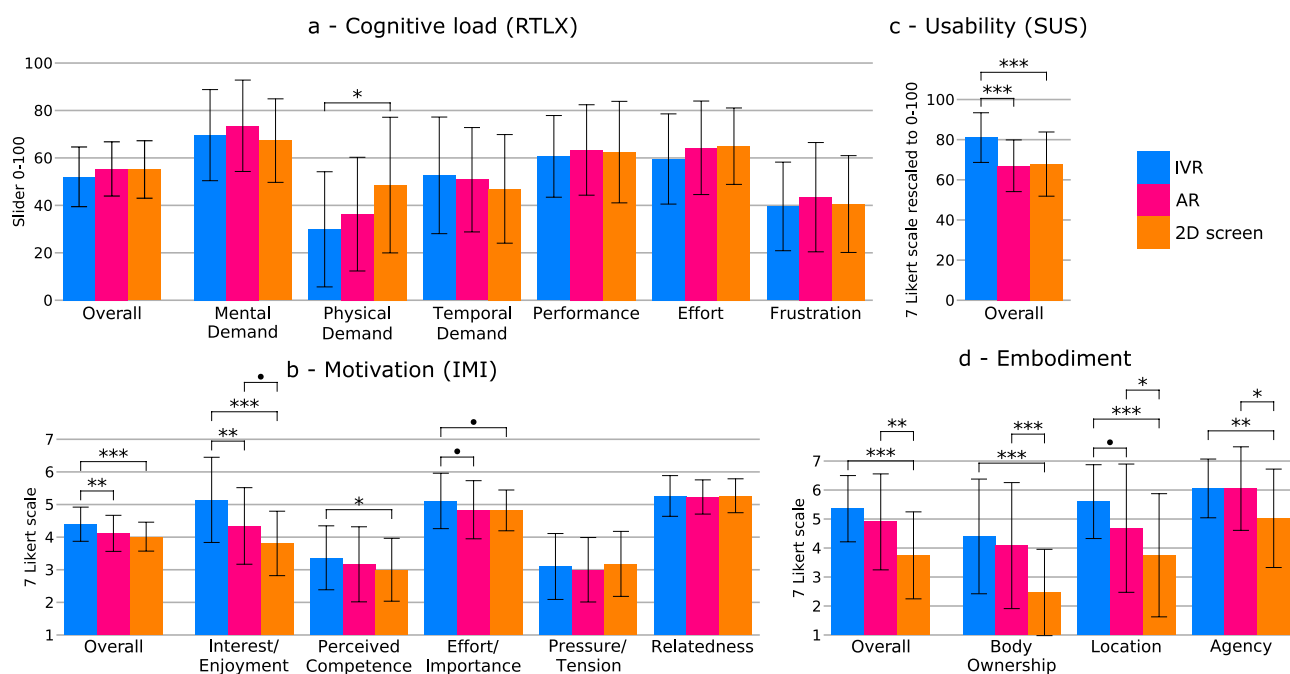 a - Cognitive load (RTLX)
Slider 0-100
100
80
60
40
20
0
*
Overall
Mental
Demand
Physical
Demand
Temporal
Demand
Performance
Effort
Frustration
c - Usability (SUS)
7 Likert scale rescaled to 0-100
100
80
60
40
20
0
***
***
Overall
IVR
AR
2D screen
b - Motivation (IMI)
7 Likert scale
7
6
5
4
3
2
1
***
**
•
***
**
*
•
•
Overall
Interest/
Enjoyment
Perceived
Competence
Effort/
Importance
Pressure/
Tension
Relatedness
d - Embodiment
7 Likert scale
7
6
5
4
3
2
1
**
***
***
***
*
***
•
*
**
Overall
Body
Ownership
Location
Agency